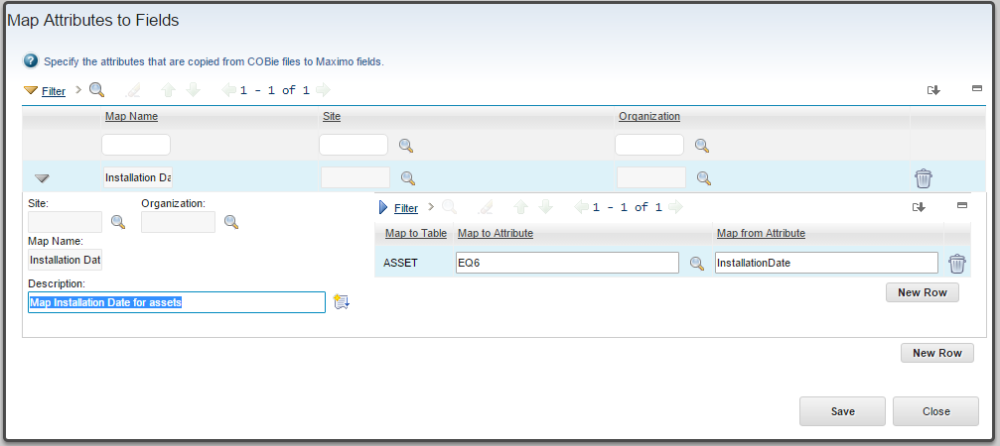 Map Attributes to Fields
? Specify the attributes that are copied from COBie files to Maximo fields.
Filter > 1 - 1 of 1
Map Name Site Organization
Installation Da
Site: Organization:
Map Name:
Installation Dat
Description:
Map Installation Date for assets
Filter > 1 - 1 of 1
Map to Table Map to Attribute Map from Attribute
ASSET EQ6 InstallationDate
New Row
New Row
Save Close